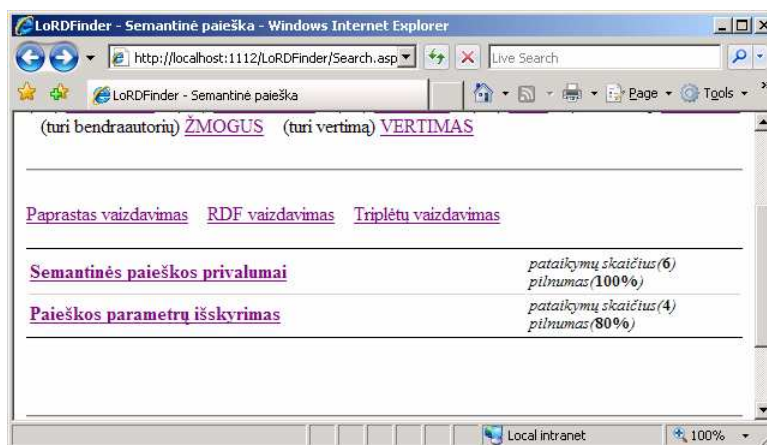 LoRDFinder - Semantinė paieška - Windows Internet Explorer
http://localhost:1112/LoRDFinder/Search.asp Live Search
LoRDFinder - Semantinė paieška Page Tools »
(turi bendraautorių) ŽMOGUS (turi vertimą) VERTIMAS
Paprastas vaizdavimas RDF vaizdavimas Triplėtų vaizdavimas
Semantinės paieškos privalumai pataikymų skaičius(6)
pilnumas(100%)
Paieškos parametrų išskyrimas pataikymų skaičius(4)
pilnumas(80%)
Local intranet 100%